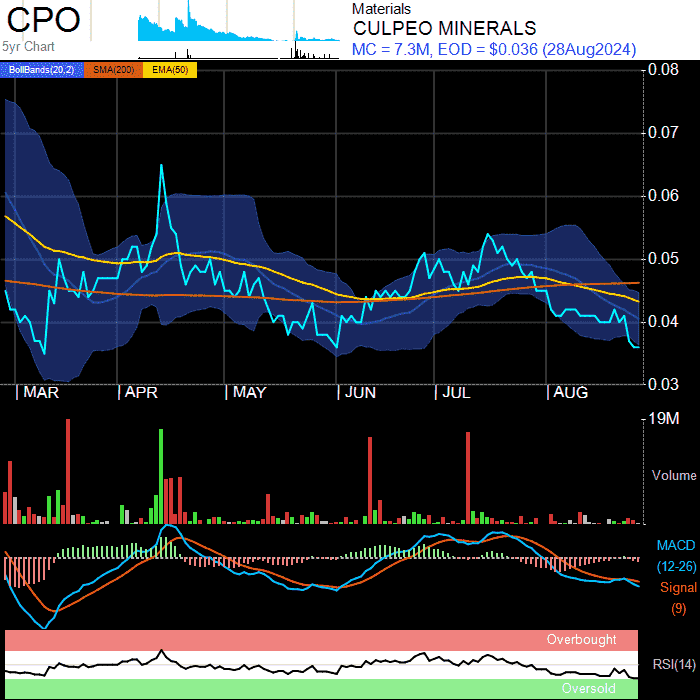 CPO
5yr Chart
Materials
CULPEO MINERALS
MC = 7.3M, EOD = $0.036 (28Aug2024)
BollBands(20,2) SMA(200) EMA(50)
0.08
0.07
0.06
0.05
0.04
0.03
MAR APR MAY JUN JUL AUG
19M
Volume
MACD
(12-26)
Signal
(9)
Overbought
RSI(14)
Oversold